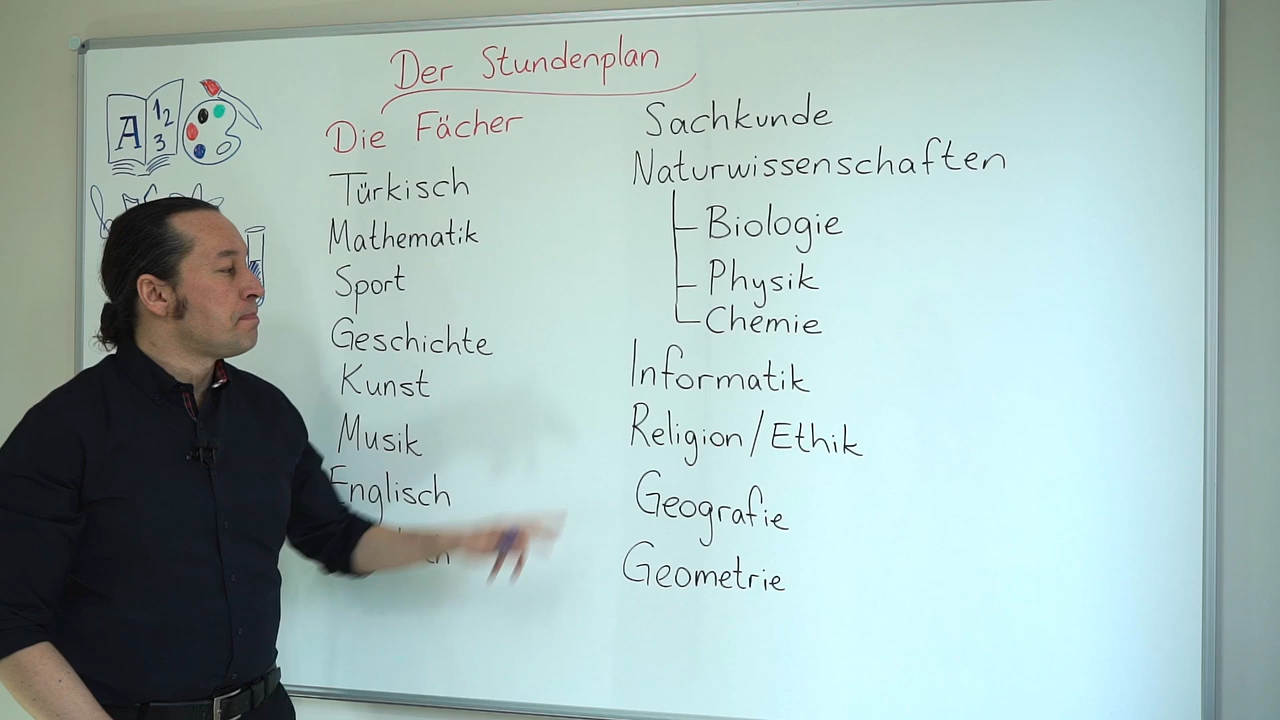 Der Stundenplan
Die Fächer
Türkisch
Mathematik
Sport
Geschichte
Kunst
Musik
Englisch
Sachkunde
Naturwissenschaften
Biologie
Physik
Chemie
Informatik
Religion/Ethik
Geografie
Geometrie
A
1 2
3